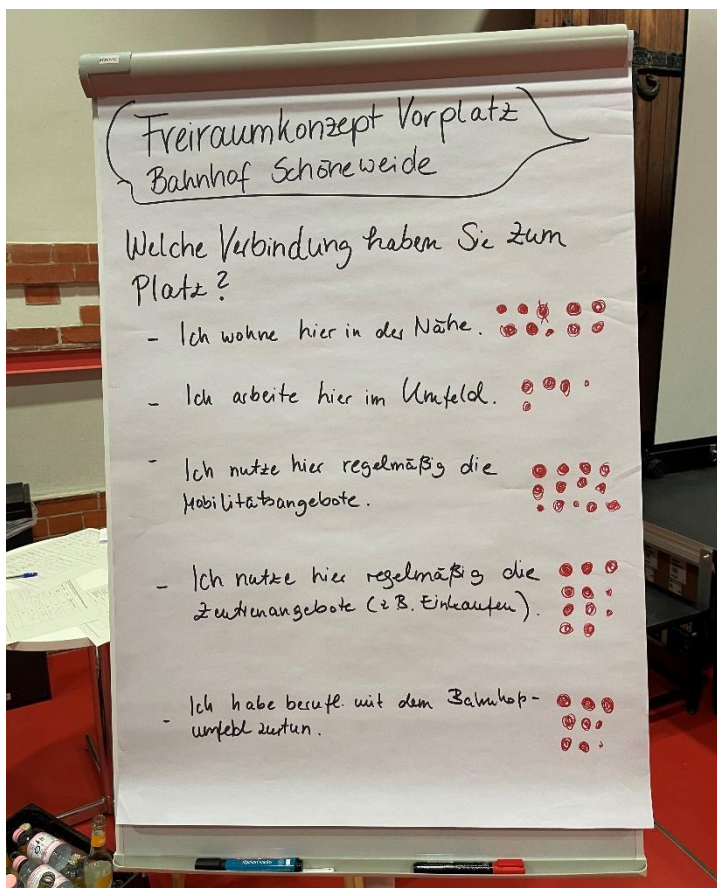 Freiraumkonzept Vorplatz
Bahnhof Schöneweide
Welche Verbindung haben Sie zum
Platz?
- Ich wohne hier in der Nähe.
- Ich arbeite hier im Umfeld.
- Ich nutze hier regelmäßig die
Mobilitätsangebote.
- Ich nutze hier regelmäßig die
Zentrenangebote (z.B. Einkaufen).
- Ich habe berufl. mit dem Bahnhof-
umfeld zutun.